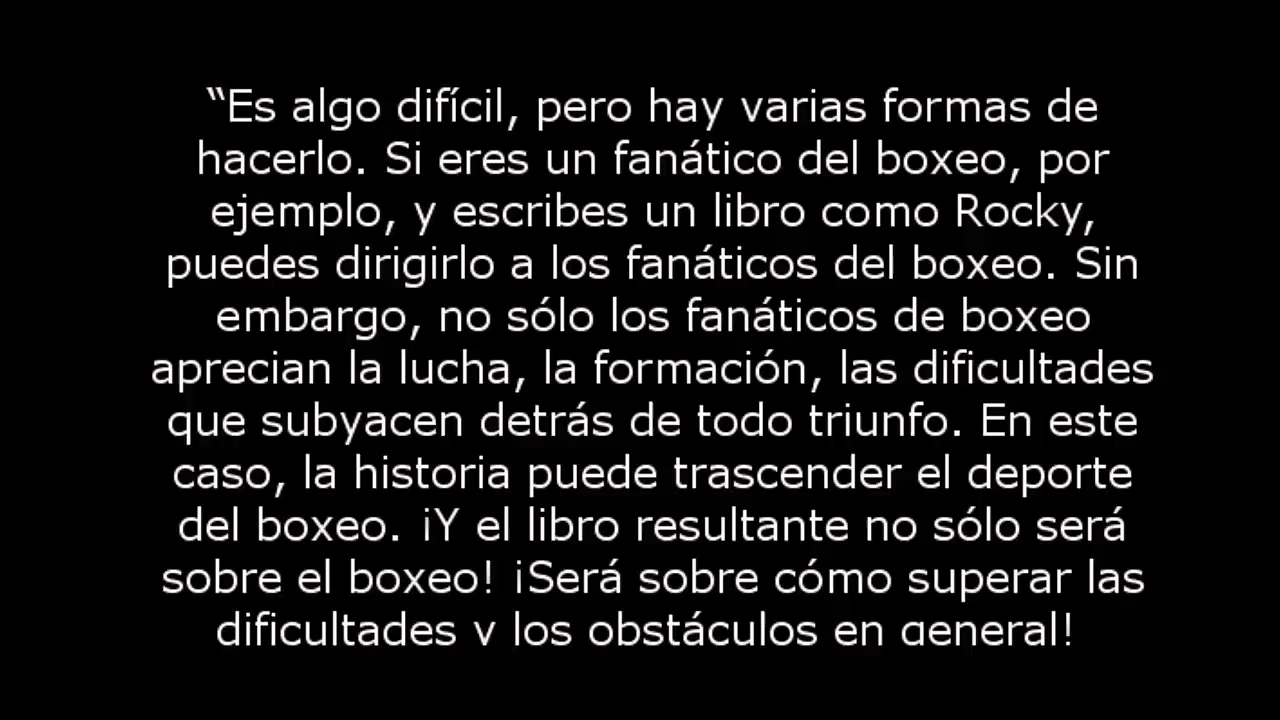 “Es algo difícil, pero hay varias formas de
hacerlo. Si eres un fanático del boxeo, por
ejemplo, y escribes un libro como Rocky,
puedes dirigirlo a los fanáticos del boxeo. Sin
embargo, no sólo los fanáticos de boxeo
aprecian la lucha, la formación, las dificultades
que subyacen detrás de todo triunfo. En este
caso, la historia puede trascender el deporte
del boxeo. ¡Y el libro resultante no sólo será
sobre el boxeo! ¡Será sobre cómo superar las
dificultades y los obstáculos en general!